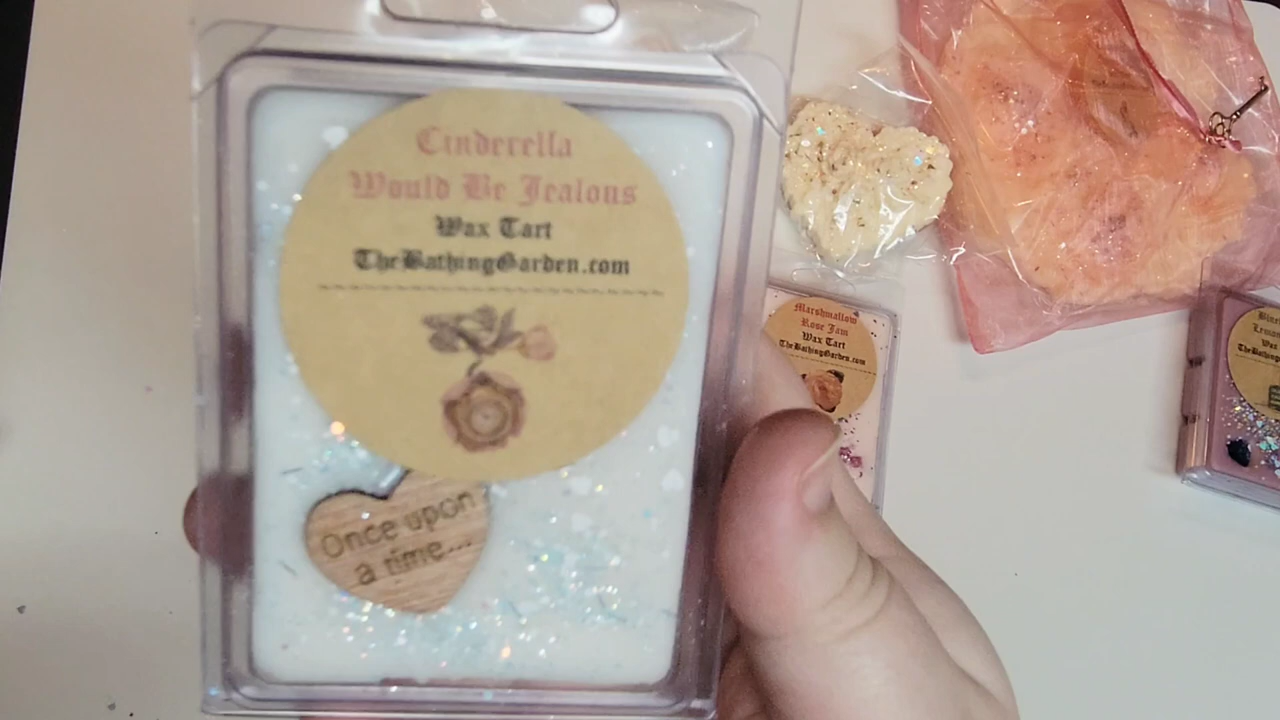 Cinderella
Would Be Jealous
Wax Tart
TheBathingGarden.com
Once upon
a time...
Marshmallow
Rose Jam
Wax Tart
TheBathingGarden.com